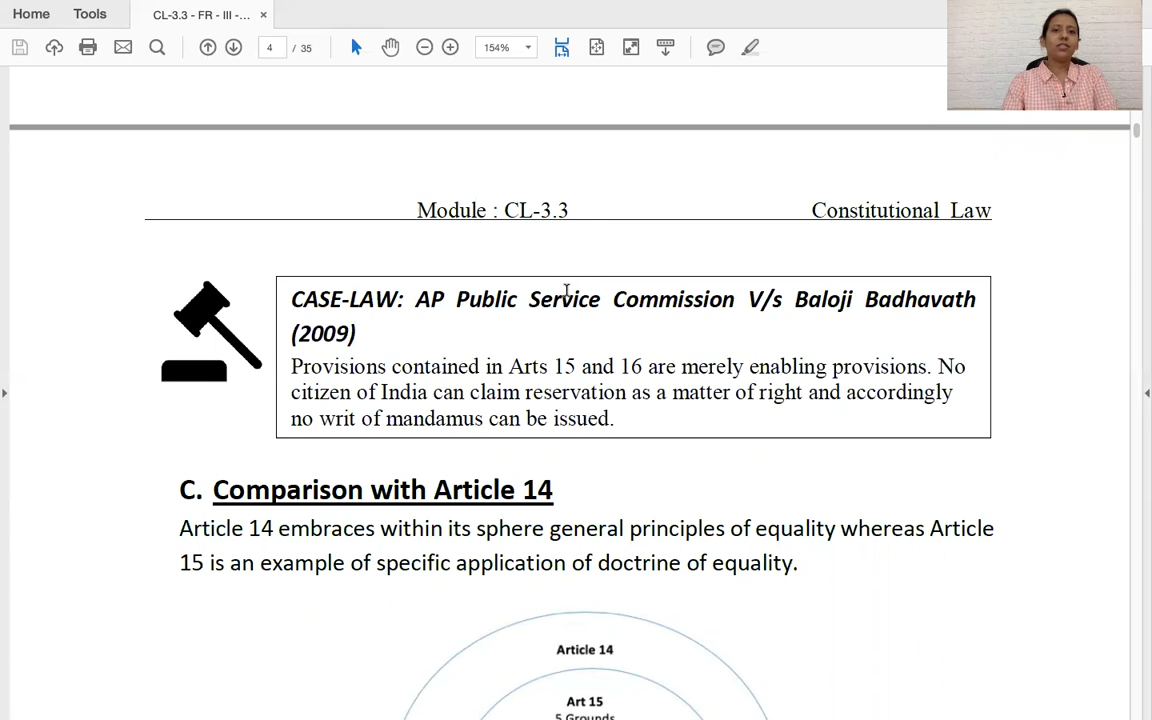 Home Tools CL-3.3 - FR - III -... ×
4 / 35 154%
Module : CL-3.3 Constitutional Law
CASE-LAW: AP Public Service Commission V/s Baloji Badhavath
(2009)
Provisions contained in Arts 15 and 16 are merely enabling provisions. No
citizen of India can claim reservation as a matter of right and accordingly
no writ of mandamus can be issued.
C. Comparison with Article 14
Article 14 embraces within its sphere general principles of equality whereas Article
15 is an example of specific application of doctrine of equality.
Article 14
Art 15
5 Grounds